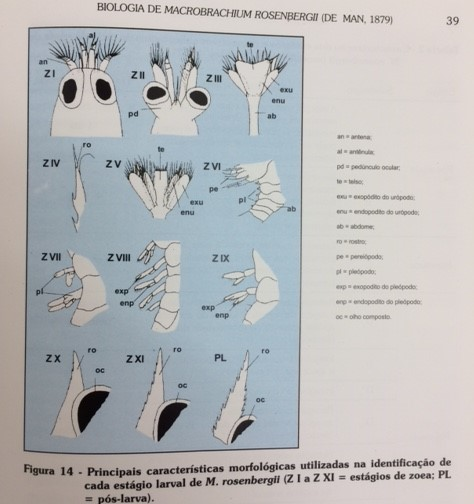 BIOLOGIA DE MACROBRACHIUM ROSENBERGII (DE MAN, 1879) 39
al
an
Z I
Z II
pd
te
Z III
exu
enu
ab
ro
Z IV
te
Z V
exu
enu
Z VI
pe
pl
ab
Z VII
pl
Z VIII
exp
enp
Z IX
exp
enp
Z X
ro
oc
Z XI
ro
oc
PL
ro
oc
an = antena;
al = antênula;
pd = pedúnculo ocular;
te = telso;
exu = exopódito do urópodo;
enu = endopodito do urópodo;
ab = abdome;
ro = rostro;
pe = pereiópodo;
pl = pleópodo;
exp = exopodito do pleópodo;
enp = endopodito do pleópodo;
oc = olho composto.
Figura 14 - Principais características morfológicas utilizadas na identificação de
cada estágio larval de M. rosenbergii (Z I a Z XI = estágios de zoea; PL
= pós-larva).